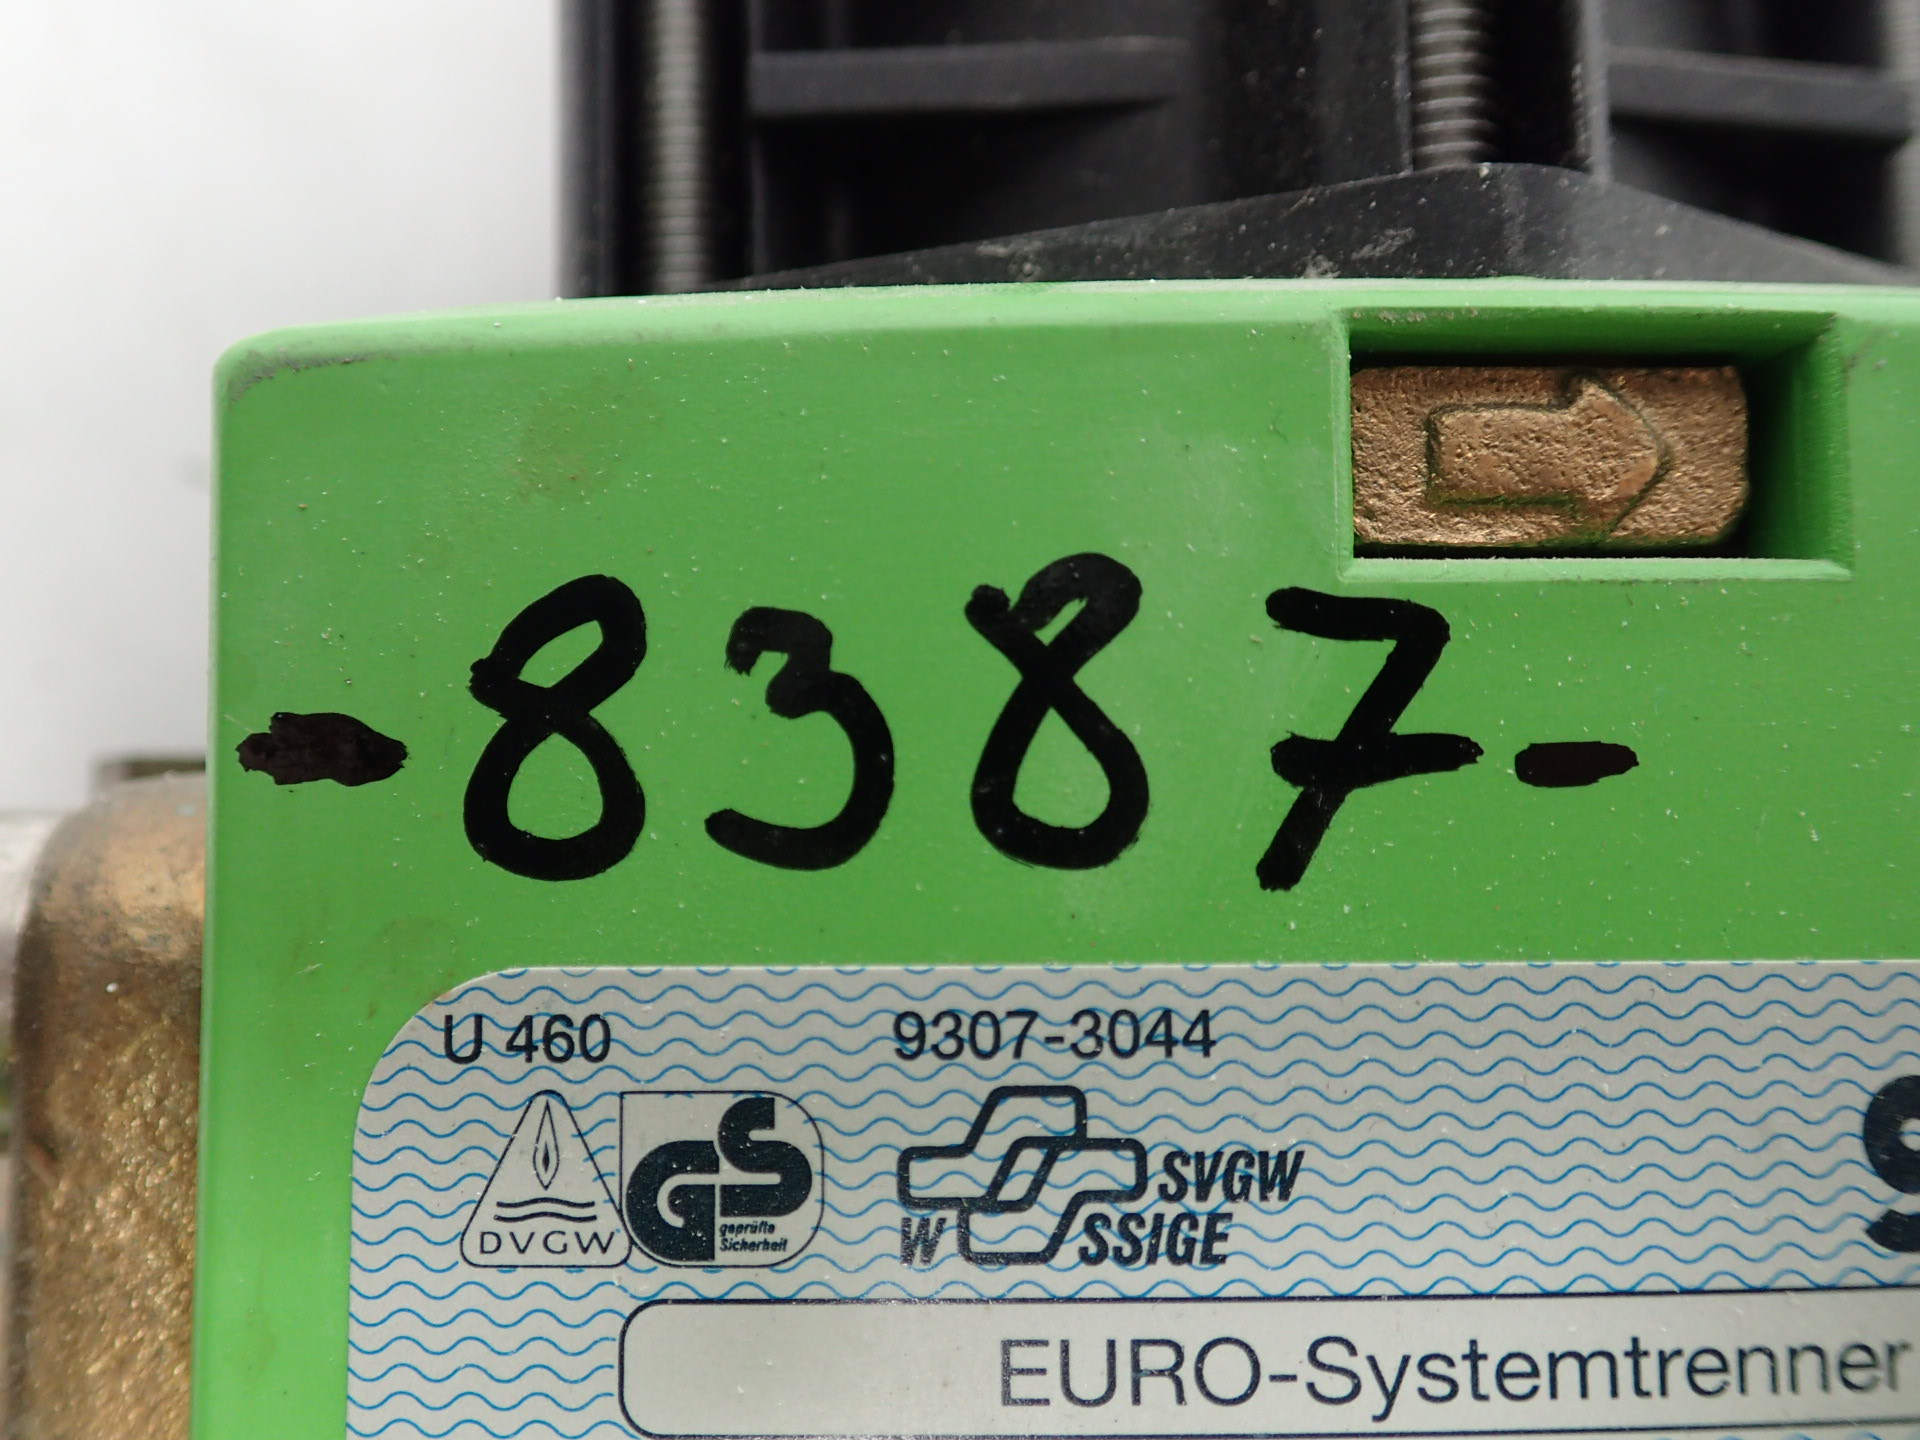 -8387-
U 460 9307-3044
DVGW GS geprüfte Sicherheit SVGW
W SSIGE
EURO-Systemtrenner